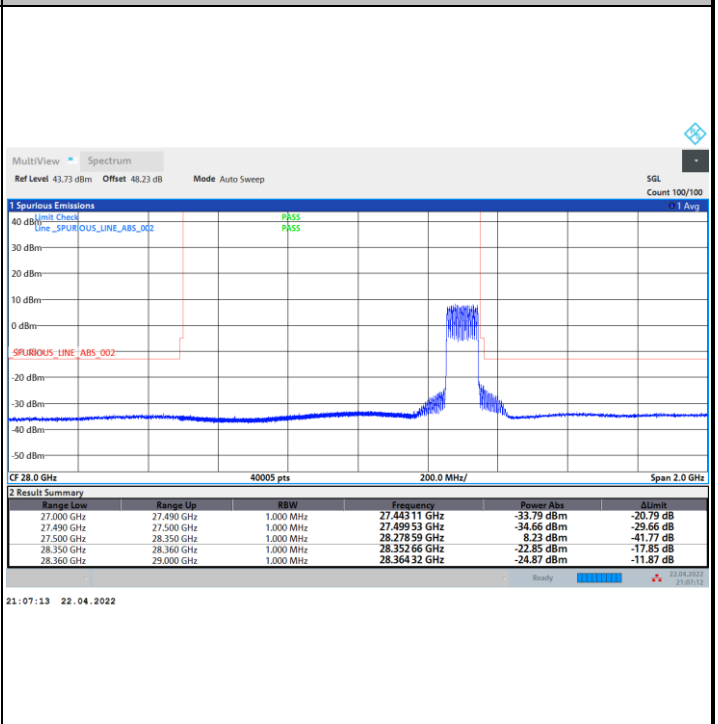 MultiView Spectrum
Ref Level 43.73 dBm Offset 48.23 dB Mode Auto Sweep SGL
Count 100/100
1 Spurious Emissions 1 Avg
40 dBm Limit Check PASS
Line _SPURIOUS_LINE_ABS_002 PASS
30 dBm
20 dBm
10 dBm
0 dBm
SPURIOUS_LINE_ABS_002
-20 dBm
-30 dBm
-40 dBm
-50 dBm
CF 28.0 GHz 40005 pts 200.0 MHz/ Span 2.0 GHz
2 Result Summary
Range Low Range Up RBW Frequency Power Abs ΔLimit
27.000 GHz 27.490 GHz 1.000 MHz 27.443 11 GHz -33.79 dBm -20.79 dB
27.490 GHz 27.500 GHz 1.000 MHz 27.499 53 GHz -34.66 dBm -29.66 dB
27.500 GHz 28.350 GHz 1.000 MHz 28.278 59 GHz 8.23 dBm -41.77 dB
28.350 GHz 28.360 GHz 1.000 MHz 28.352 66 GHz -22.85 dBm -17.85 dB
28.360 GHz 29.000 GHz 1.000 MHz 28.364 32 GHz -24.87 dBm -11.87 dB
Ready 22.04.2022
21:07:12
21:07:13 22.04.2022